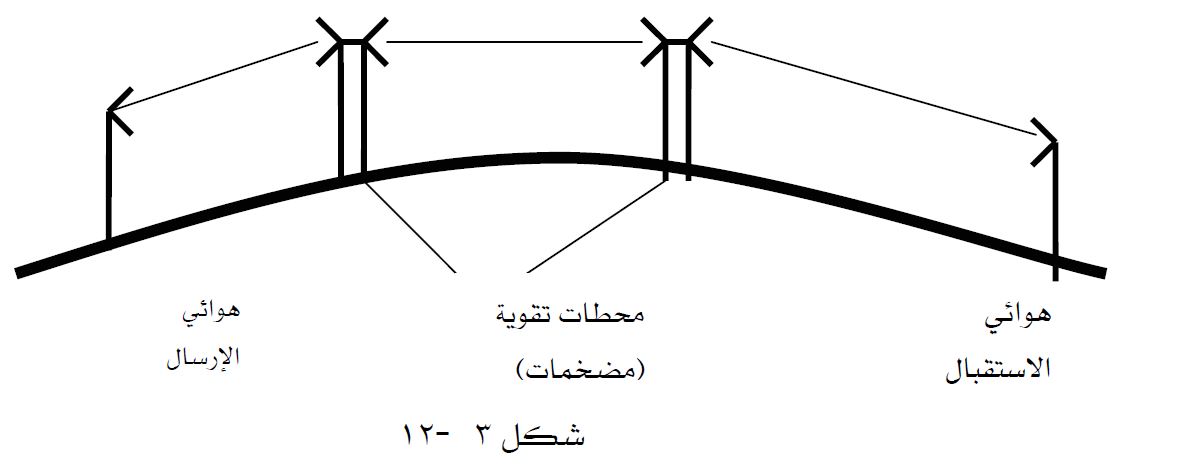 هوائي
الاستقبال
محطات تقوية
(مضخمات)
هوائي
الإرسال
شكل ٣ -١٢